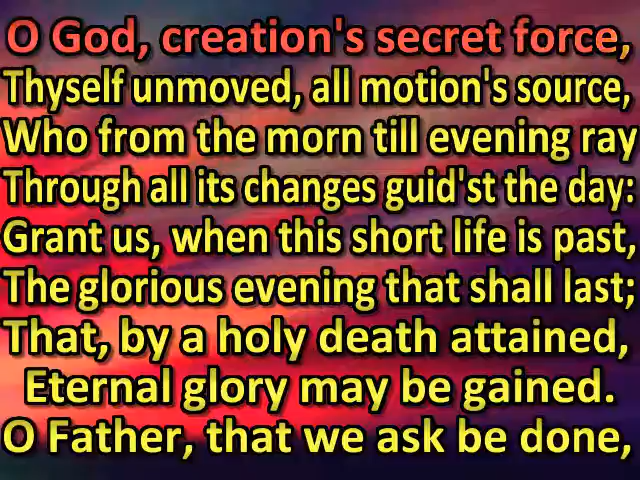 O God, creation's secret force,
Thyself unmoved, all motion's source,
Who from the morn till evening ray
Through all its changes guid'st the day:
Grant us, when this short life is past,
The glorious evening that shall last;
That, by a holy death attained,
Eternal glory may be gained.
O Father, that we ask be done,